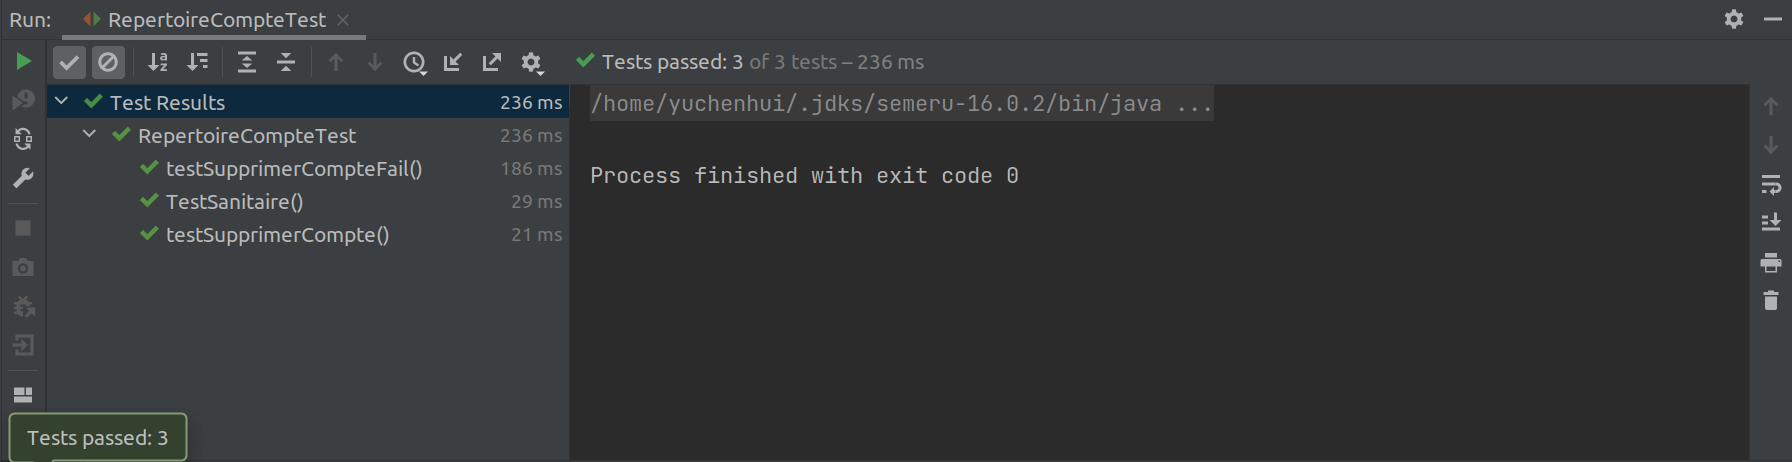 Run: RepertoireCompteTest
Tests passed: 3 of 3 tests – 236 ms
Test Results 236 ms
RepertoireCompteTest 236 ms
testSupprimerCompteFail() 186 ms
TestSanitaire() 29 ms
testSupprimerCompte() 21 ms
/home/yuchenhui/.jdks/semeru-16.0.2/bin/java ...
Process finished with exit code 0
Tests passed: 3